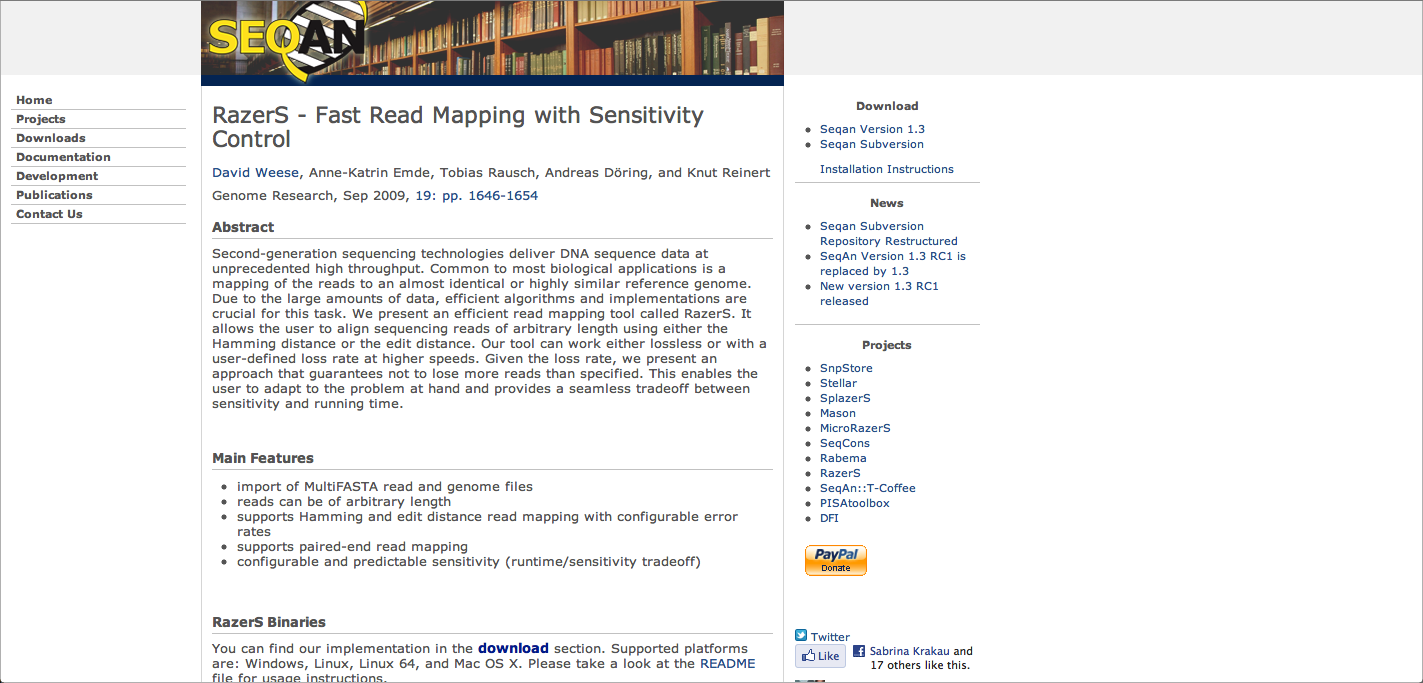 SEQAN
Home
Projects
Downloads
Documentation
Development
Publications
Contact Us
RazerS - Fast Read Mapping with Sensitivity
Control
David Weese, Anne-Katrin Emde, Tobias Rausch, Andreas Döring, and Knut Reinert
Genome Research, Sep 2009, 19: pp. 1646-1654
Abstract
Second-generation sequencing technologies deliver DNA sequence data at
unprecedented high throughput. Common to most biological applications is a
mapping of the reads to an almost identical or highly similar reference genome.
Due to the large amounts of data, efficient algorithms and implementations are
crucial for this task. We present an efficient read mapping tool called RazerS. It
allows the user to align sequencing reads of arbitrary length using either the
Hamming distance or the edit distance. Our tool can work either lossless or with a
user-defined loss rate at higher speeds. Given the loss rate, we present an
approach that guarantees not to lose more reads than specified. This enables the
user to adapt to the problem at hand and provides a seamless tradeoff between
sensitivity and running time.
Main Features
• import of MultiFASTA read and genome files
• reads can be of arbitrary length
• supports Hamming and edit distance read mapping with configurable error
rates
• supports paired-end read mapping
• configurable and predictable sensitivity (runtime/sensitivity tradeoff)
RazerS Binaries
You can find our implementation in the download section. Supported platforms
are: Windows, Linux, Linux 64, and Mac OS X. Please take a look at the README
file for usage instructions.
Download
• Seqan Version 1.3
• Seqan Subversion
Installation Instructions
News
• Seqan Subversion
Repository Restructured
• SeqAn Version 1.3 RC1 is
replaced by 1.3
• New version 1.3 RC1
released
Projects
• SnpStore
• Stellar
• SplazerS
• Mason
• MicroRazerS
• SeqCons
• Rabema
• RazerS
• SeqAn::T-Coffee
• PISAtoolbox
• DFI
PayPal
Donate
Twitter
Like
Sabrina Krakau and
17 others like this.